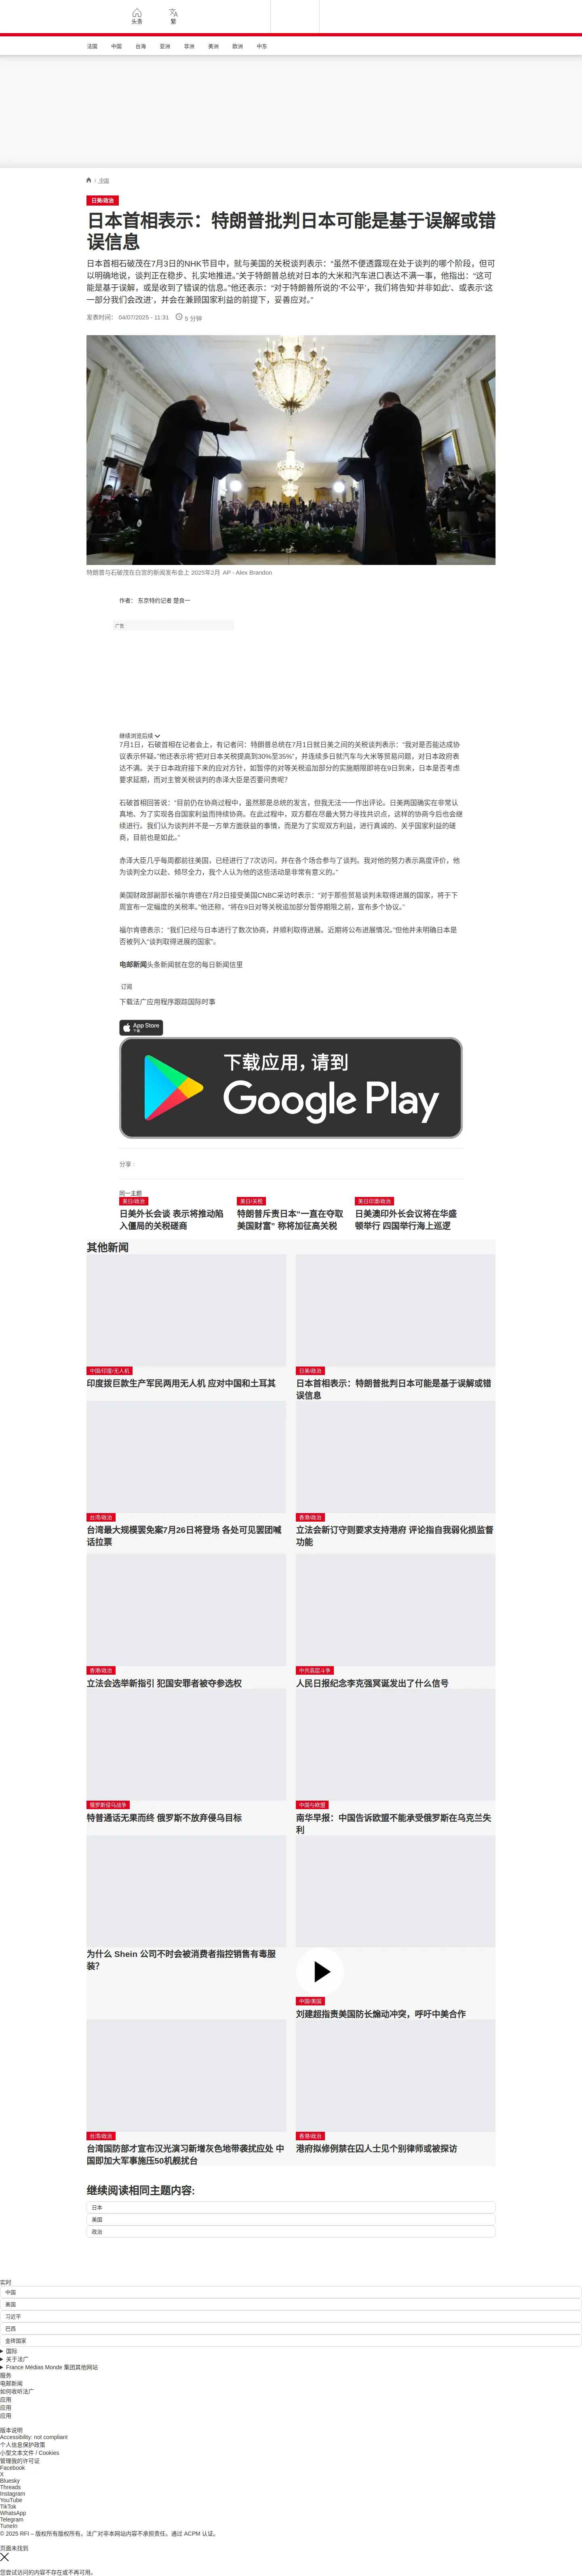 头条
繁
法国
中国
台海
亚洲
非洲
美洲
欧洲
中东
/ 中国
日美/政治
日本首相表示：特朗普批判日本可能是基于误解或错
误信息
日本首相石破茂在7月3日的NHK节目中，就与美国的关税谈判表示：“虽然不便透露现在处于谈判的哪个阶段，但可
以明确地说，谈判正在稳步、扎实地推进。”关于特朗普总统对日本的大米和汽车进口表达不满一事，他指出：“这可
能是基于误解，或是收到了错误的信息。”他还表示：“对于特朗普所说的‘不公平’，我们将告知‘并非如此’、或表示‘这
一部分我们会改进’，并会在兼顾国家利益的前提下，妥善应对。”
发表时间： 04/07/2025 - 11:31
5 分钟
特朗普与石破茂在白宫的新闻发布会上 2025年2月 AP - Alex Brandon
作者： 东京特约记者 楚良一
广告
继续浏览后续
7月1日，石破首相在记者会上，有记者问：特朗普总统在7月1日就日美之间的关税谈判表示：“我对是否能达成协
议表示怀疑。”他还表示将“把对日本关税提高到30%至35%”，并连续多日就汽车与大米等贸易问题，对日本政府表
达不满。关于日本政府接下来的应对方针，如暂停的对等关税追加部分的实施期限即将在9日到来，日本是否考虑
要求延期，而对主管关税谈判的赤泽大臣是否要问责呢？
石破首相回答说：“目前仍在协商过程中，虽然那是总统的发言，但我无法一一作出评论。日美两国确实在非常认
真地、为了实现各自国家利益而持续协商。在此过程中，双方都在尽最大努力寻找共识点，这样的协商今后也会继
续进行。我们认为谈判并不是一方单方面获益的事情，而是为了实现双方利益，进行真诚的、关乎国家利益的磋
商，目前也是如此。”
赤泽大臣几乎每周都前往美国，已经进行了7次访问，并在各个场合参与了谈判。我对他的努力表示高度评价，他
为谈判全力以赴、倾尽全力，我个人认为他的这些活动是非常有意义的。”
美国财政部副部长福尔肯德在7月2日接受美国CNBC采访时表示：“对于那些贸易谈判未取得进展的国家，将于下
周宣布一定幅度的关税率。”他还称，“将在9日对等关税追加部分暂停期限之前，宣布多个协议。”
福尔肯德表示：“我们已经与日本进行了数次协商，并顺利取得进展。近期将公布进展情况。”但他并未明确日本是
否被列入“谈判取得进展的国家”。
电邮新闻头条新闻就在您的每日新闻信里
订阅
下载法广应用程序跟踪国际时事
App Store
下载
下载应用，请到
Google Play
分享 :
同一主题
美日/政治
日美外长会谈 表示将推动陷
入僵局的关税磋商
美日/关税
特朗普斥责日本"一直在夺取
美国财富" 称将加征高关税
美日印澳/政治
日美澳印外长会议将在华盛
顿举行 四国举行海上巡逻
其他新闻
中国/印度/无人机
印度拨巨款生产军民两用无人机 应对中国和土耳其
日美/政治
日本首相表示：特朗普批判日本可能是基于误解或错
误信息
台湾/政治
台湾最大规模罢免案7月26日将登场 各处可见罢团喊
话拉票
香港/政治
立法会新订守则要求支持港府 评论指自我弱化损监督
功能
香港/政治
立法会选举新指引 犯国安罪者被夺参选权
中共高层斗争
人民日报纪念李克强冥诞发出了什么信号
俄罗斯侵乌战争
特普通话无果而终 俄罗斯不放弃侵乌目标
中国与欧盟
南华早报：中国告诉欧盟不能承受俄罗斯在乌克兰失
利
为什么 Shein 公司不时会被消费者指控销售有毒服
装？
中国/美国
刘建超指责美国防长煽动冲突，呼吁中美合作
台湾/政治
台湾国防部才宣布汉光演习新增灰色地带袭扰应处 中
国即加大军事施压50机舰扰台
香港/政治
港府拟修例禁在囚人士见个别律师或被探访
继续阅读相同主题内容:
日本
美国
政治
实时
中国
美国
习近平
巴西
金砖国家
国际
关于法广
France Médias Monde 集团其他网站
服务
电邮新闻
如何收听法广
应用
应用
应用
版本说明
Accessibility: not compliant
个人信息保护政策
小型文本文件 / Cookies
管理我的许可证
Facebook
X
Bluesky
Threads
Instagram
YouTube
TikTok
WhatsApp
Telegram
TuneIn
© 2025 RFI – 版权所有版权所有。法广对非本网站内容不承担责任。通过 ACPM 认证。
页面未找到
您尝试访问的内容不存在或不再可用。